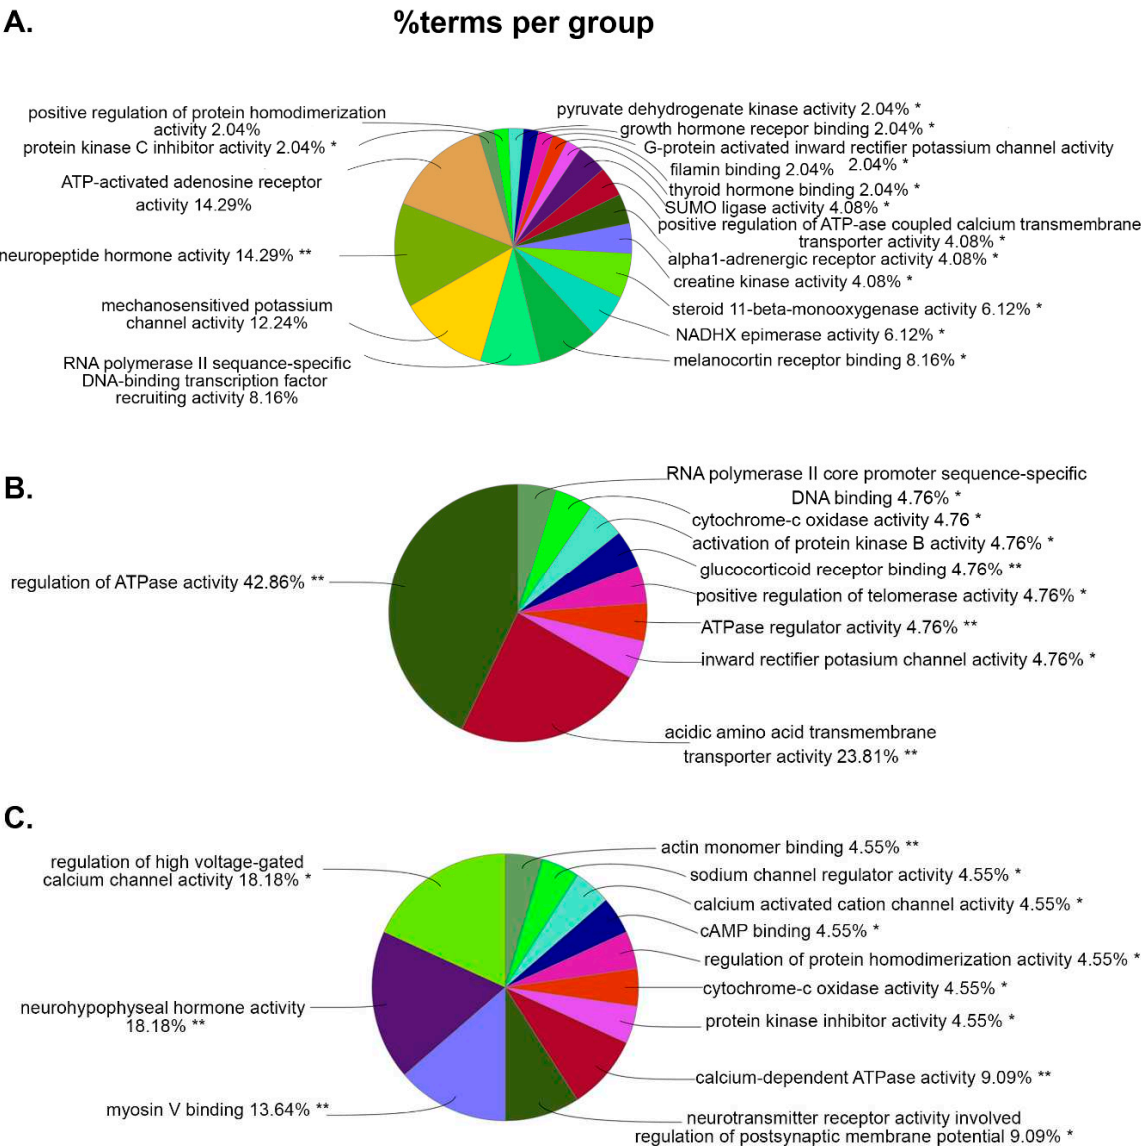 A.
%terms per group
positive regulation of protein homodimerization
activity 2.04%
protein kinase C inhibitor activity 2.04% *
ATP-activated adenosine receptor
activity 14.29%
neuropeptide hormone activity 14.29% **
mechanosensitived potassium
channel activity 12.24%
RNA polymerase II sequance-specific
DNA-binding transcription factor
recruiting activity 8.16%
pyruvate dehydrogenate kinase activity 2.04% *
growth hormone recepor binding 2.04% *
G-protein activated inward rectifier potassium channel activity
2.04% *
filamin binding 2.04%
thyroid hormone binding 2.04% *
SUMO ligase activity 4.08% *
positive regulation of ATP-ase coupled calcium transmembrane
transporter activity 4.08% *
alpha1-adrenergic receptor activity 4.08% *
creatine kinase activity 4.08% *
steroid 11-beta-monooxygenase activity 6.12% *
NADHX epimerase activity 6.12% *
melanocortin receptor binding 8.16% *
B.
regulation of ATPase activity 42.86% **
RNA polymerase II core promoter sequence-specific
DNA binding 4.76% *
cytochrome-c oxidase activity 4.76 *
activation of protein kinase B activity 4.76% *
glucocorticoid receptor binding 4.76% **
positive regulation of telomerase activity 4.76% *
ATPase regulator activity 4.76% **
inward rectifier potasium channel activity 4.76% *
acidic amino acid transmembrane
transporter activity 23.81% **
C.
regulation of high voltage-gated
calcium channel activity 18.18% *
neurohypophyseal hormone activity
18.18% **
myosin V binding 13.64% **
actin monomer binding 4.55% **
sodium channel regulator activity 4.55% *
calcium activated cation channel activity 4.55% *
cAMP binding 4.55% *
regulation of protein homodimerization activity 4.55% *
cytochrome-c oxidase activity 4.55% *
protein kinase inhibitor activity 4.55% *
calcium-dependent ATPase activity 9.09% **
neurotransmitter receptor activity involved
regulation of postsynaptic membrane potential 9.09% *